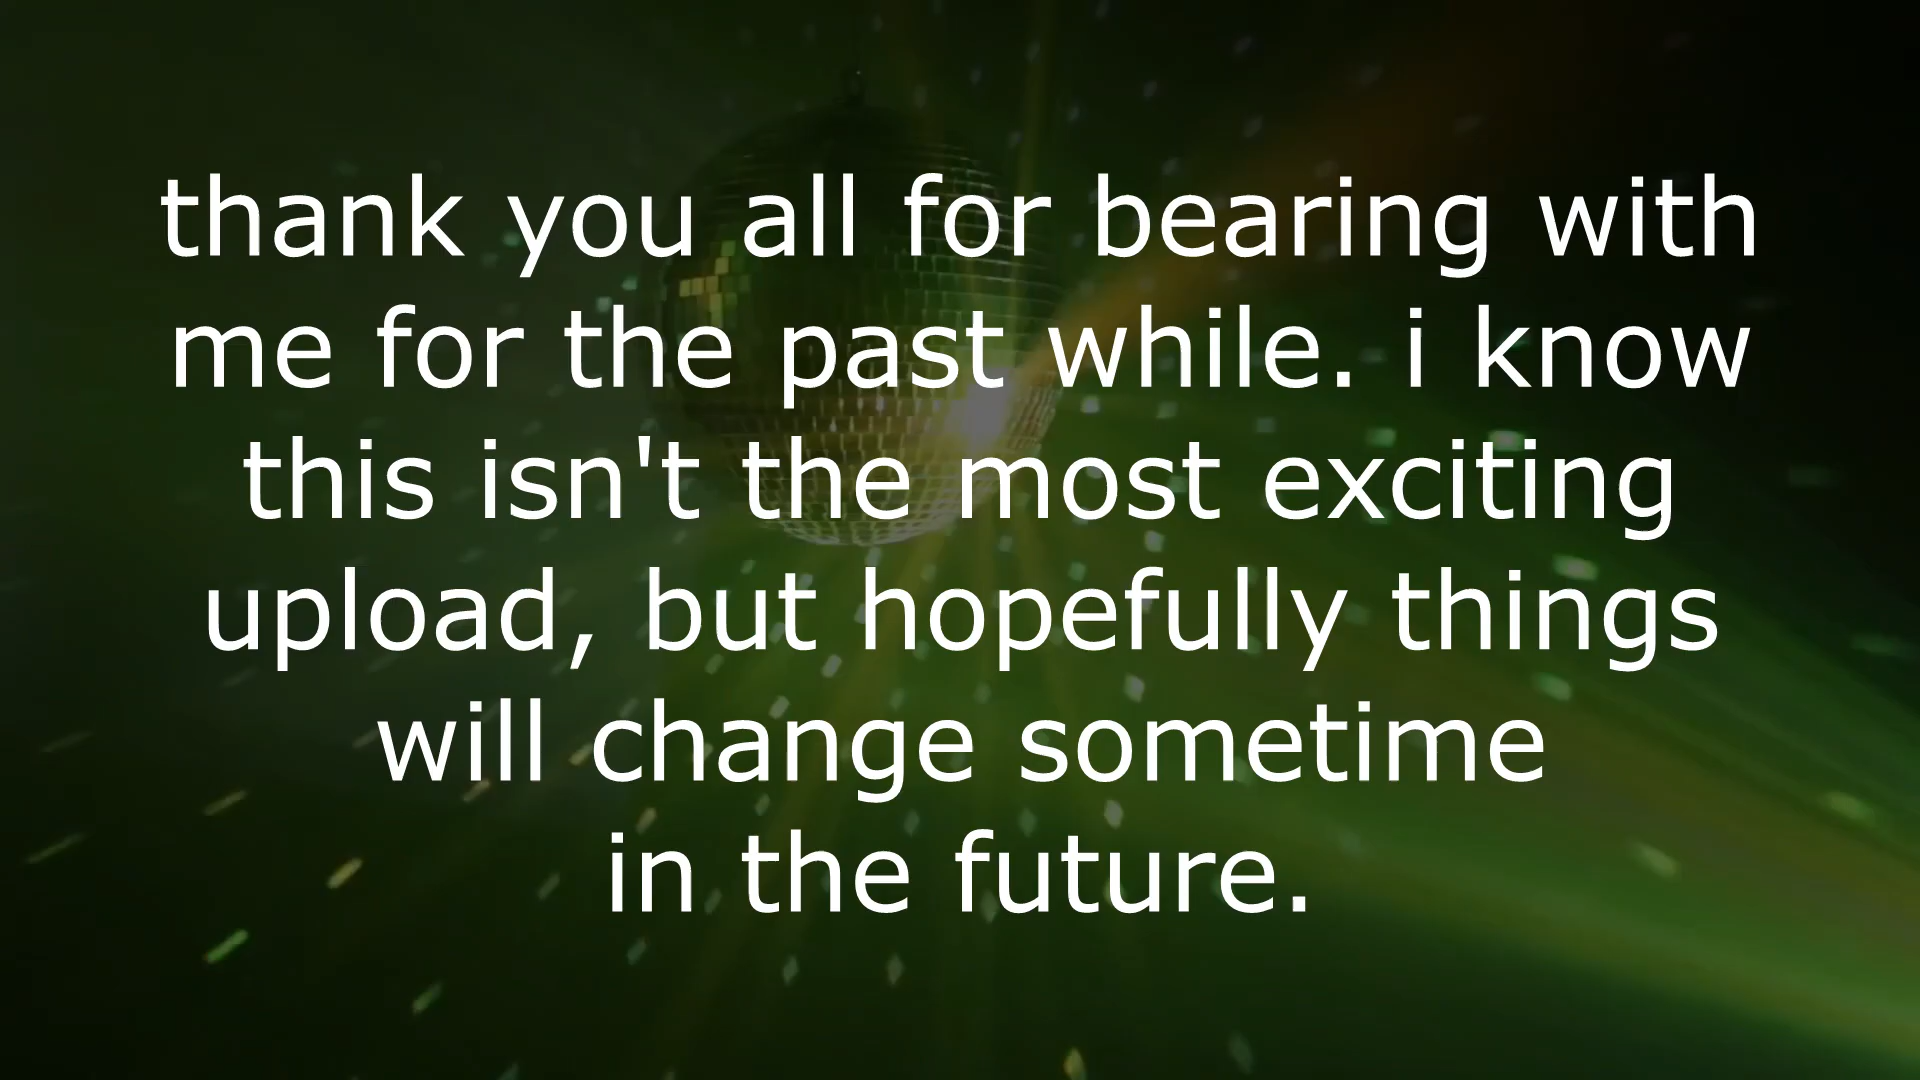 thank you all for bearing with
me for the past while. i know
this isn't the most exciting
upload, but hopefully things
will change sometime
in the future.